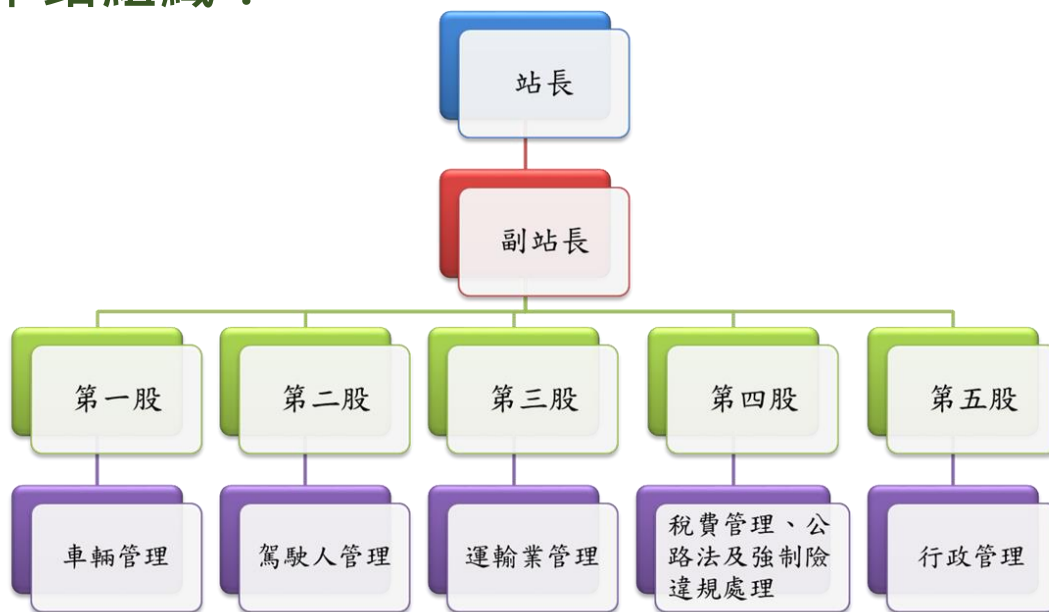 組織
站長
副站長
第一股
第二股
第三股
第四股
第五股
車輛管理
駕駛人管理
運輸業管理
稅費管理、公
路法及強制險
違規處理
行政管理